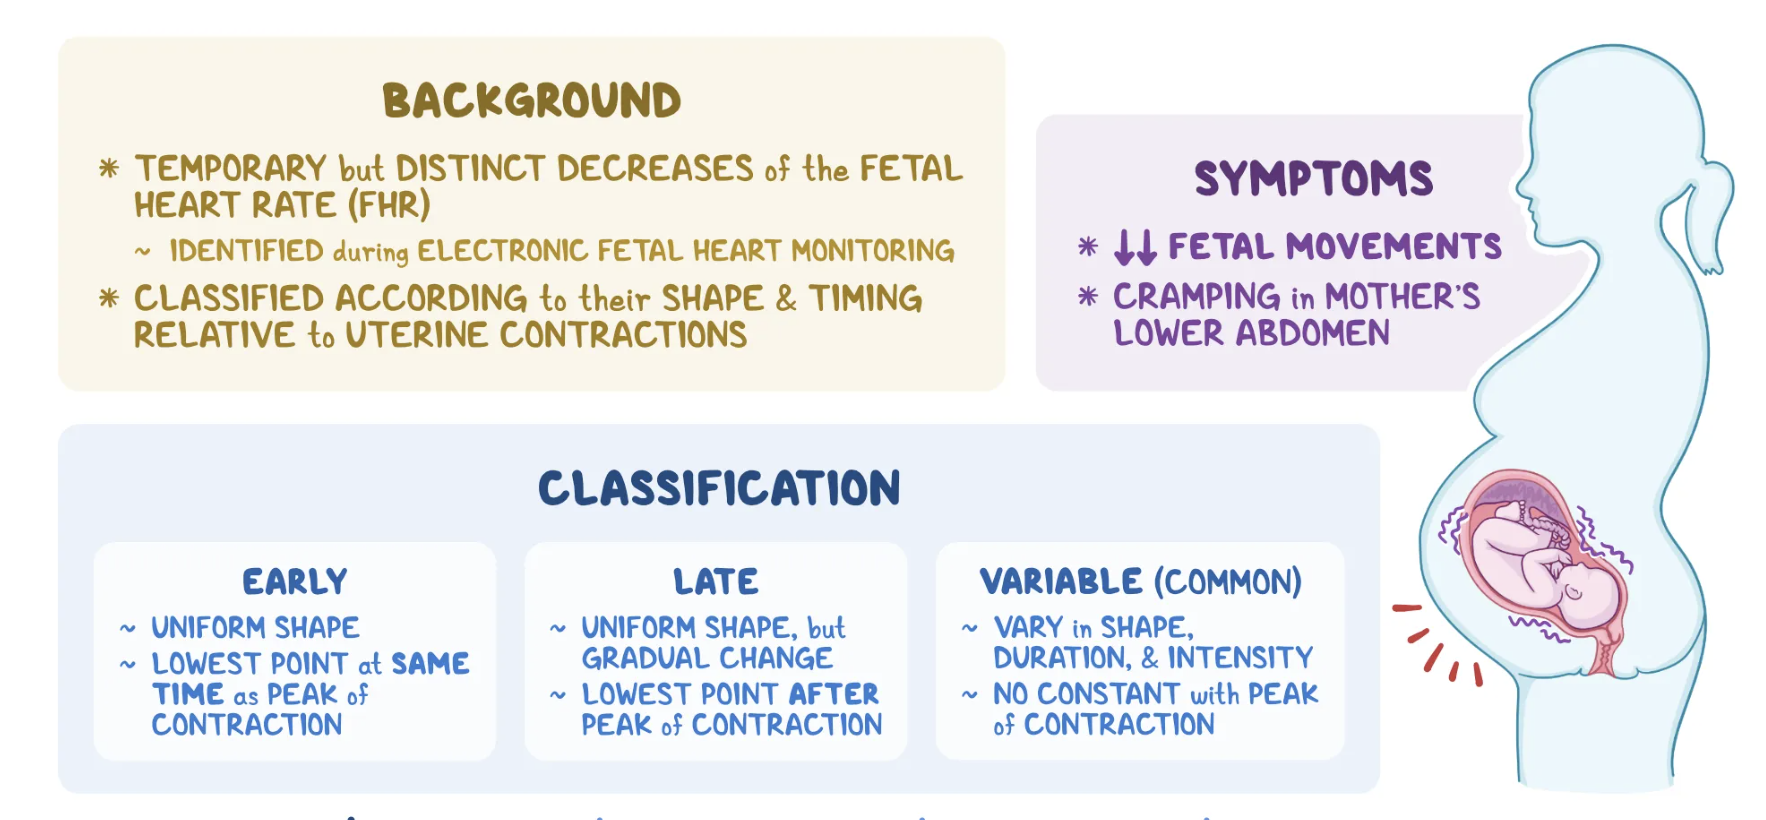 BACKGROUND
* TEMPORARY but DISTINCT DECREASES of the FETAL
HEART RATE (FHR)
~ IDENTIFIED during ELECTRONIC FETAL HEART MONITORING
* CLASSIFIED ACCORDING to their SHAPE & TIMING
RELATIVE to UTERINE CONTRACTIONS
SYMPTOMS
* ↓↓ FETAL MOVEMENTS
* CRAMPING in MOTHER'S
LOWER ABDOMEN
CLASSIFICATION
EARLY
~ UNIFORM SHAPE
~ LOWEST POINT at SAME
TIME as PEAK of
CONTRACTION
LATE
~ UNIFORM SHAPE, but
GRADUAL CHANGE
~ LOWEST POINT AFTER
PEAK of CONTRACTION
VARIABLE (COMMON)
~ VARY in SHAPE,
DURATION, & INTENSITY
~ NO CONSTANT with PEAK
of CONTRACTION